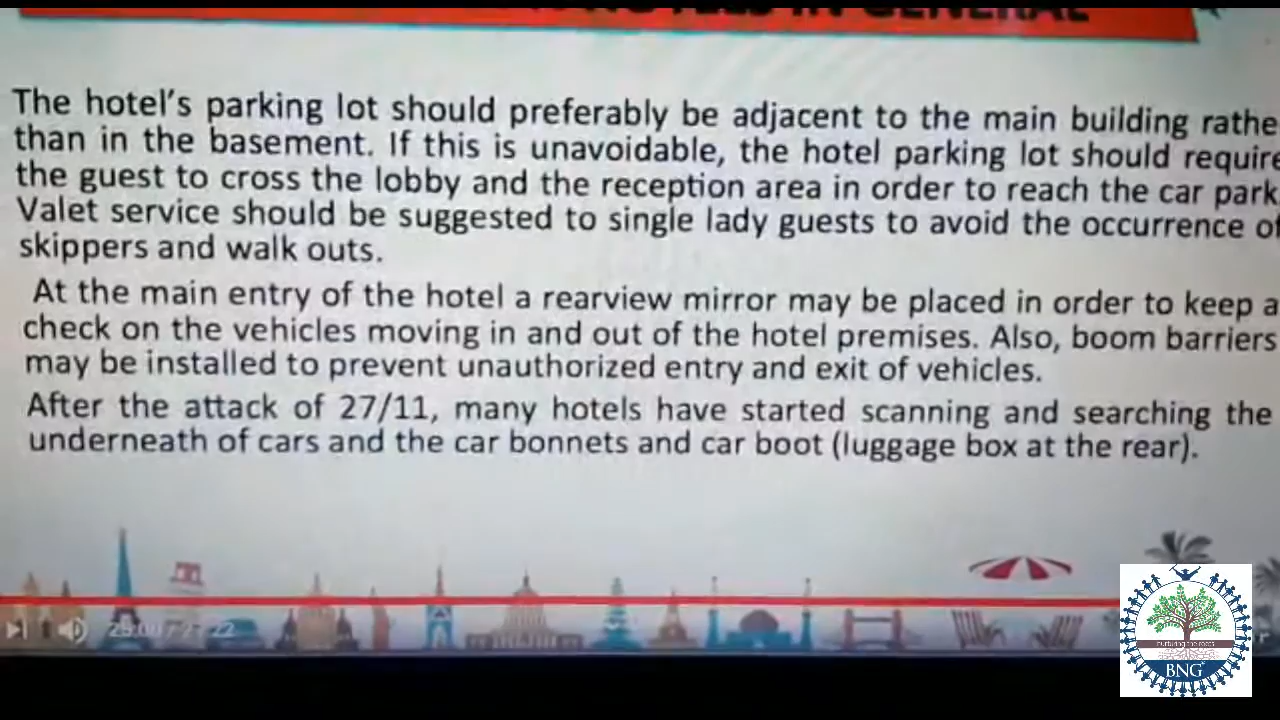 IN GENERAL
The hotel's parking lot should preferably be adjacent to the main building rathe
than in the basement. If this is unavoidable, the hotel parking lot should require
the guest to cross the lobby and the reception area in order to reach the car park.
Valet service should be suggested to single lady guests to avoid the occurrence of
skippers and walk outs.
At the main entry of the hotel a rearview mirror may be placed in order to keep a
check on the vehicles moving in and out of the hotel premises. Also, boom barriers
may be installed to prevent unauthorized entry and exit of vehicles.
After the attack of 27/11, many hotels have started scanning and searching the
underneath of cars and the car bonnets and car boot (luggage box at the rear).
nurturing the roots
BNG